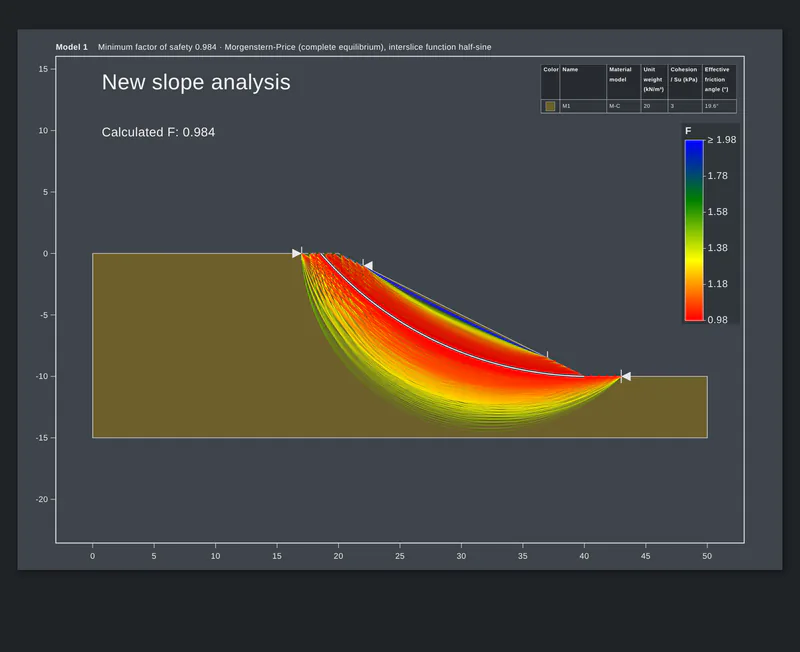 Model 1 Minimum factor of safety 0.984 · Morgenstern-Price (complete equilibrium), interslice function half-sine
New slope analysis
Calculated F: 0.984
Color Name Material model Unit weight (kN/m³) Cohesion / Su (kPa) Effective friction angle (°)
M1 M-C 20 3 19.6°
F
≥ 1.98
1.78
1.58
1.38
1.18
0.98
15
10
5
0
-5
-10
-15
-20
0 5 10 15 20 25 30 35 40 45 50